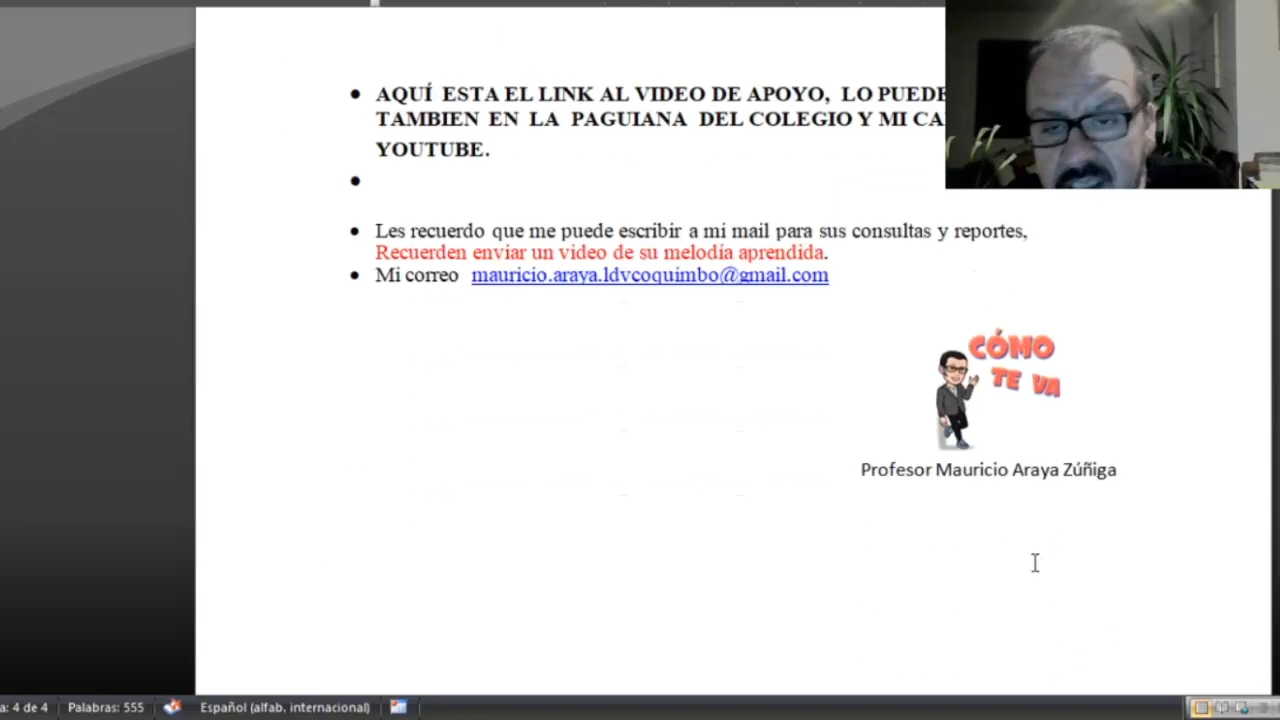 AQUÍ ESTA EL LINK AL VIDEO DE APOYO, LO PUEDE
TAMBIEN EN LA PAGUIANA DEL COLEGIO Y MI CA
YOUTUBE.
Les recuerdo que me puede escribir a mi mail para sus consultas y reportes,
Recuerden enviar un video de su melodía aprendida.
Mi correo mauricio.araya.ldvcoquimbo@gmail.com
CÓMO
TE VA
Profesor Mauricio Araya Zúñiga
a: 4 de 4 Palabras: 555 Español (alfab. internacional)